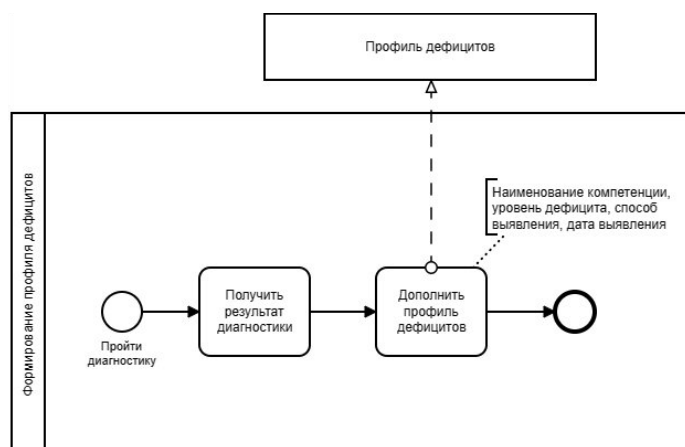 Профиль дефицитов
Формирование профиля дефицитов
Наименование компетенции,
уровень дефицита, способ
выявления, дата выявления
Пройти
диагностику
Получить
результат
диагностики
Дополнить
профиль
дефицитов